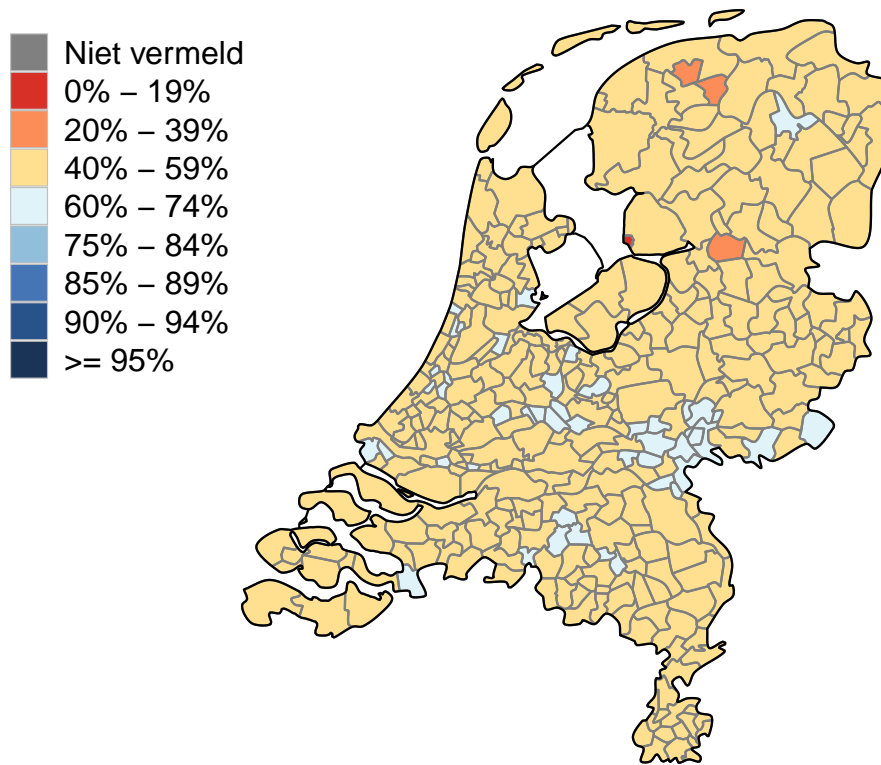 Niet vermeld
0% – 19%
20% – 39%
40% – 59%
60% – 74%
75% – 84%
85% – 89%
90% – 94%
>= 95%